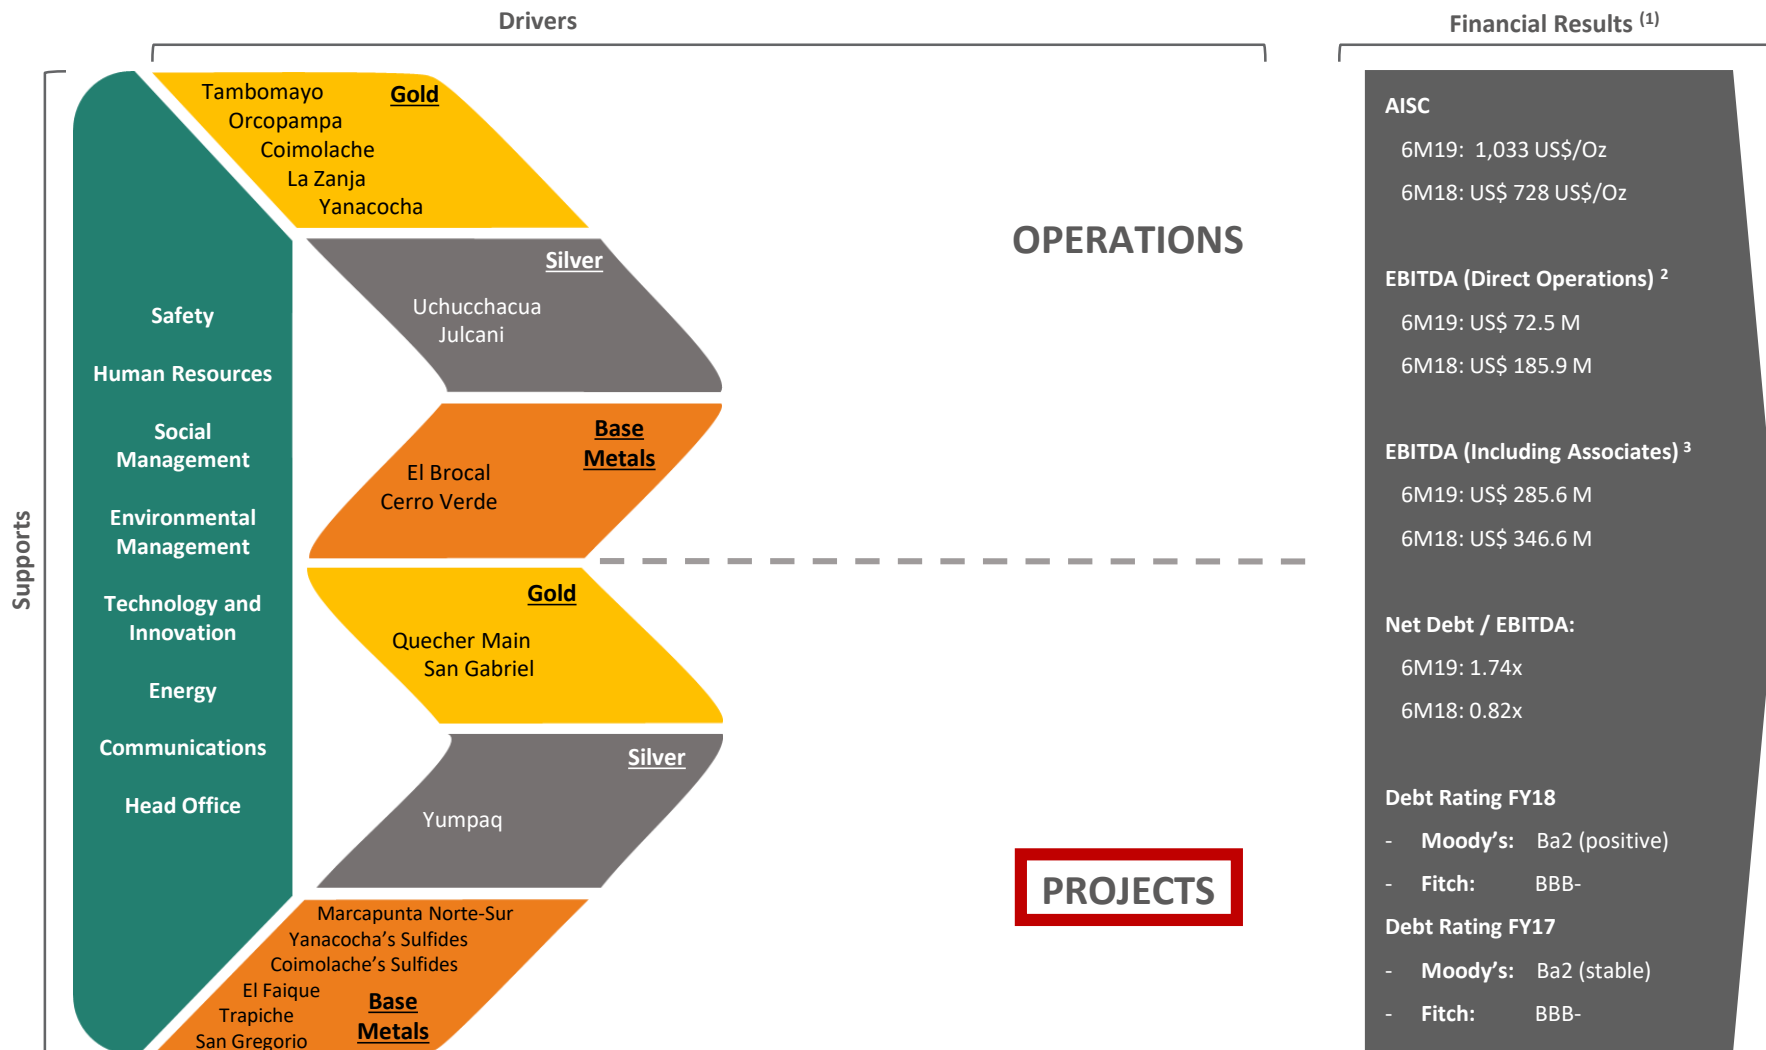 Drivers
Financial Results (1)
Supports
Safety
Human Resources
Social
Management
Environmental
Management
Technology and
Innovation
Energy
Communications
Head Office
Gold
Tambomayo
Orcopampa
Coimolache
La Zanja
Yanacocha
Silver
Uchucchacua
Julcani
Base
Metals
El Brocal
Cerro Verde
OPERATIONS
Gold
Quecher Main
San Gabriel
Silver
Yumpaq
Marcapunta Norte-Sur
Yanacocha’s Sulfides
Coimolache’s Sulfides
El Faique
Trapiche
San Gregorio
Base
Metals
PROJECTS
AISC
6M19: 1,033 US$/Oz
6M18: US$ 728 US$/Oz
EBITDA (Direct Operations) 2
6M19: US$ 72.5 M
6M18: US$ 185.9 M
EBITDA (Including Associates) 3
6M19: US$ 285.6 M
6M18: US$ 346.6 M
Net Debt / EBITDA:
6M19: 1.74x
6M18: 0.82x
Debt Rating FY18
- Moody’s: Ba2 (positive)
- Fitch: BBB-
Debt Rating FY17
- Moody’s: Ba2 (stable)
- Fitch: BBB-